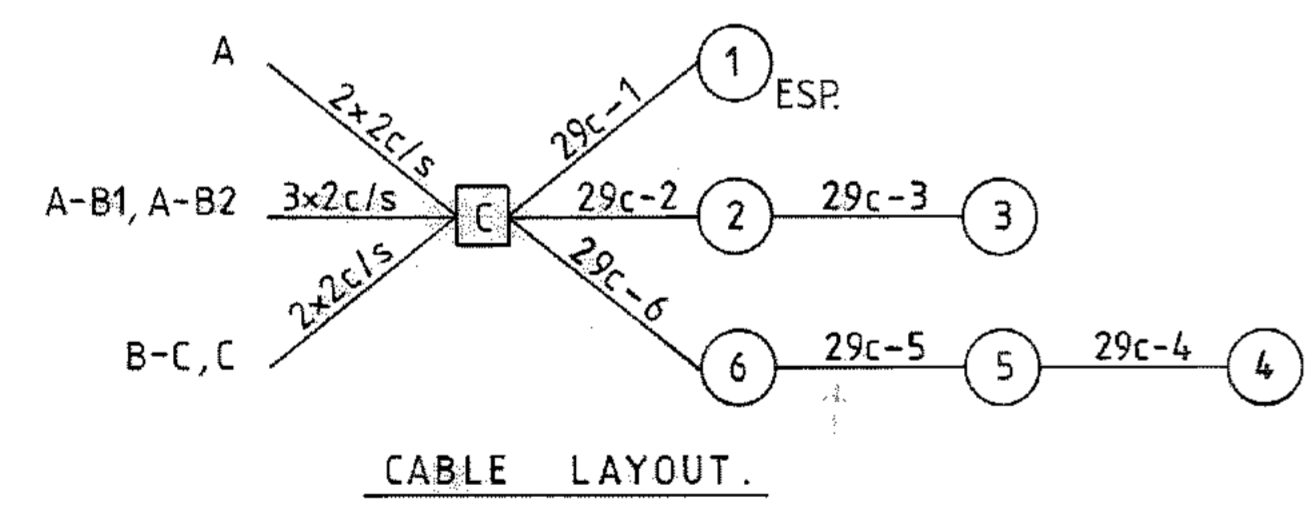 A
2×2c/s
29c-1
1
ESP.
A-B1, A-B2
3×2c/s
C
29c-2
2
29c-3
3
2×2c/s
29c-6
B-C, C
6
29c-5
5
29c-4
4
CABLE LAYOUT.